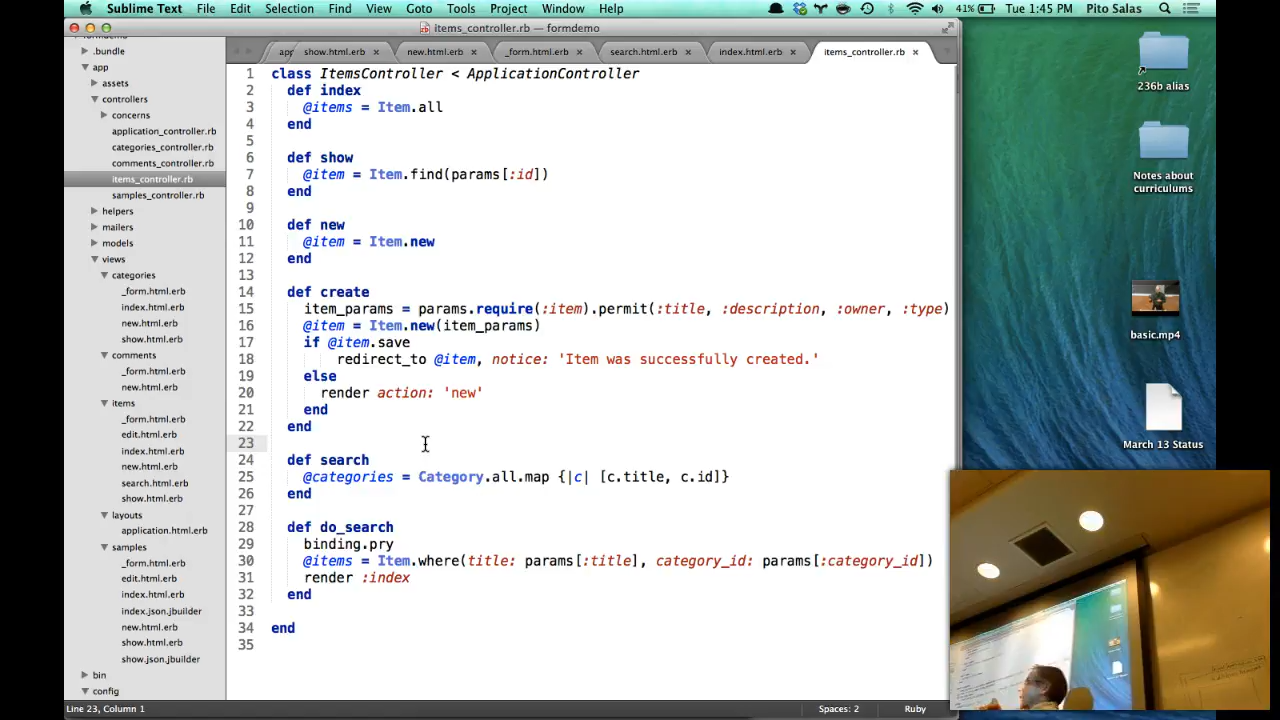 Sublime Text File Edit Selection Find View Goto Tools Project Window Help 41% Tue 1:45 PM Pito Salas
items_controller.rb — formdemo
app show.html.erb × new.html.erb × _form.html.erb × search.html.erb × index.html.erb × items_controller.rb ×
.bundle
app
assets
controllers
concerns
application_controller.rb
categories_controller.rb
comments_controller.rb
items_controller.rb
samples_controller.rb
helpers
mailers
models
views
categories
_form.html.erb
index.html.erb
new.html.erb
show.html.erb
comments
_form.html.erb
new.html.erb
items
_form.html.erb
edit.html.erb
index.html.erb
new.html.erb
search.html.erb
show.html.erb
layouts
application.html.erb
samples
_form.html.erb
edit.html.erb
index.html.erb
index.json.jbuilder
new.html.erb
show.html.erb
show.json.jbuilder
bin
config
1 class ItemsController < ApplicationController
2 def index
3 @items = Item.all
4 end
5
6 def show
7 @item = Item.find(params[:id])
8 end
9
10 def new
11 @item = Item.new
12 end
13
14 def create
15 item_params = params.require(:item).permit(:title, :description, :owner, :type)
16 @item = Item.new(item_params)
17 if @item.save
18 redirect_to @item, notice: 'Item was successfully created.'
19 else
20 render action: 'new'
21 end
22 end
23
24 def search
25 @categories = Category.all.map {|c| [c.title, c.id]}
26 end
27
28 def do_search
29 binding.pry
30 @items = Item.where(title: params[:title], category_id: params[:category_id])
31 render :index
32 end
33
34 end
35
Line 23, Column 1 Spaces: 2 Ruby
236b alias
Notes about
curriculums
basic.mp4
March 13 Status